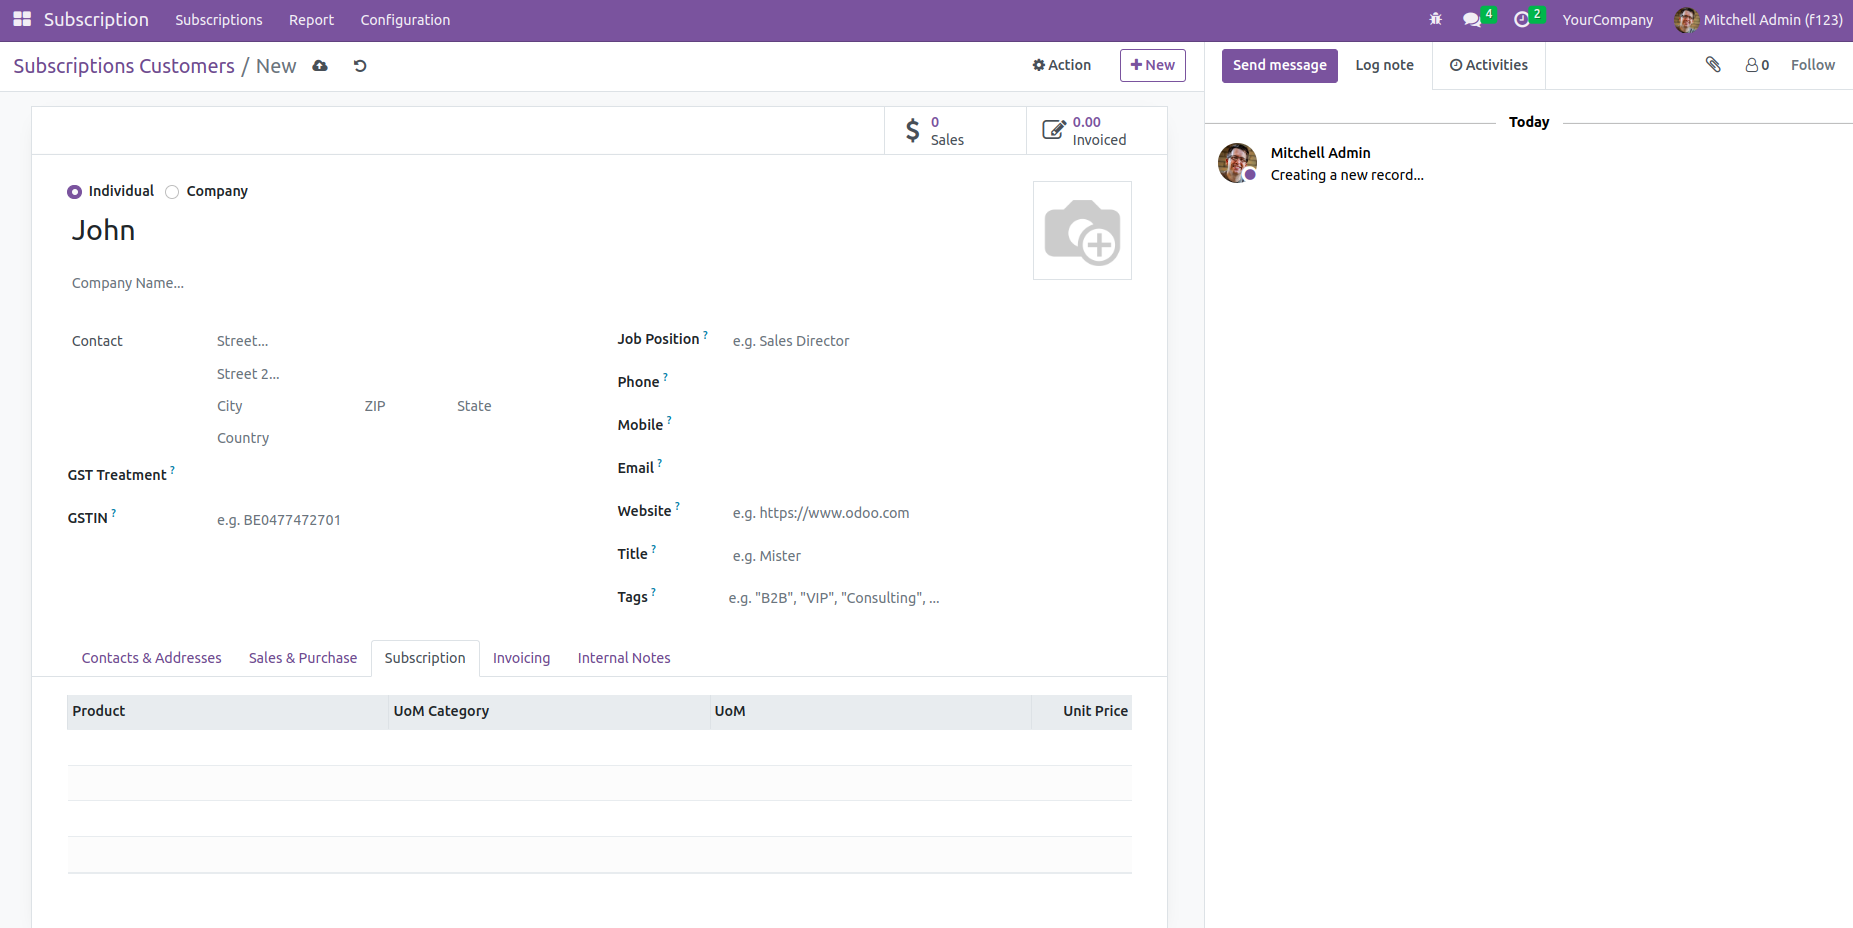 Subscription Subscriptions Report Configuration 4 2 YourCompany Mitchell Admin (f123)
Subscriptions Customers / New Action New Send message Log note Activities 0 Follow
0
Sales
0.00
Invoiced
Today
Mitchell Admin
Creating a new record...
Individual Company
John
Company Name...
Contact Street...
Street 2...
City ZIP State
Country
GST Treatment ?
GSTIN ? e.g. BE0477472701
Job Position ? e.g. Sales Director
Phone ?
Mobile ?
Email ?
Website ? e.g. https://www.odoo.com
Title ? e.g. Mister
Tags ? e.g. "B2B", "VIP", "Consulting", ...
Contacts & Addresses Sales & Purchase Subscription Invoicing Internal Notes
Product UoM Category UoM Unit Price